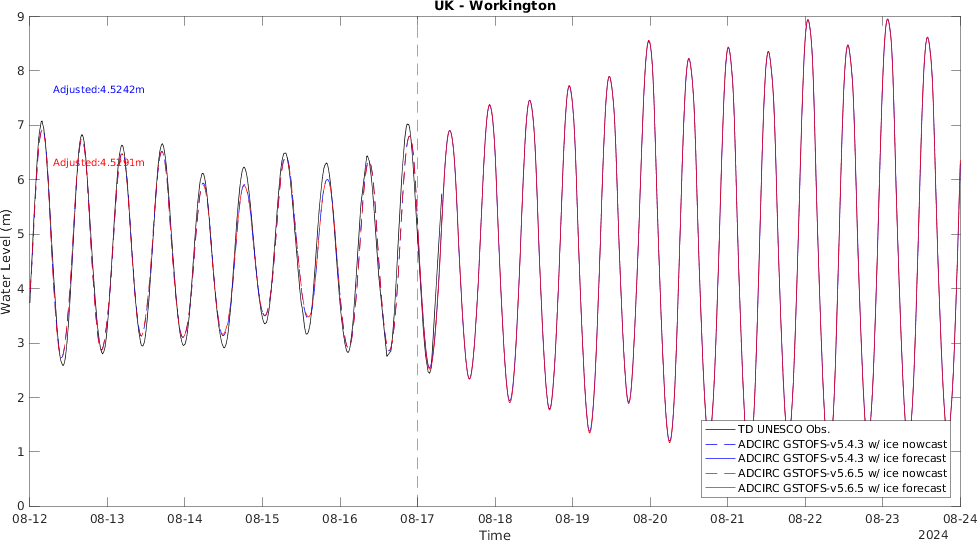 UK - Workington
9
8
7
6
5
4
3
2
1
0
Water Level (m)
Adjusted:4.5242m
Adjusted:4.5291m
TD UNESCO Obs.
ADCIRC GSTOFS-v5.4.3 w/ ice nowcast
ADCIRC GSTOFS-v5.4.3 w/ ice forecast
ADCIRC GSTOFS-v5.6.5 w/ ice nowcast
ADCIRC GSTOFS-v5.6.5 w/ ice forecast
08-12 08-13 08-14 08-15 08-16 08-17 08-18 08-19 08-20 08-21 08-22 08-23 08-24
Time
2024